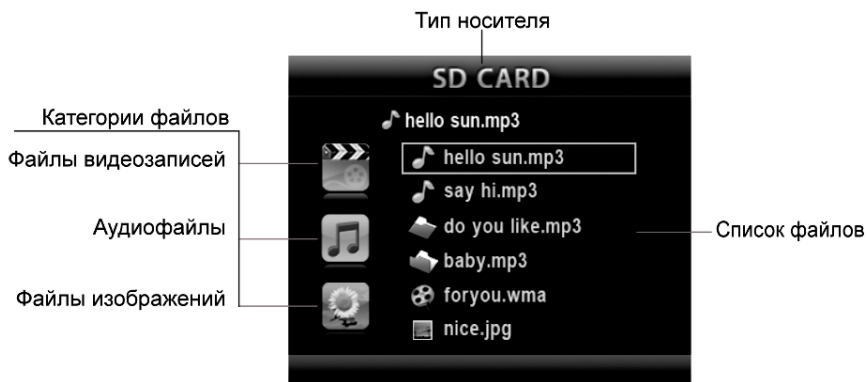 Тип носителя
SD CARD
Категории файлов
hello sun.mp3
Файлы видеозаписей
hello sun.mp3
say hi.mp3
Аудиофайлы
do you like.mp3
Список файлов
baby.mp3
Файлы изображений
foryou.wma
nice.jpg